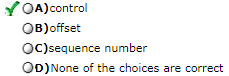 A)control
B)offset
C)sequence number
D)None of the choices are correct